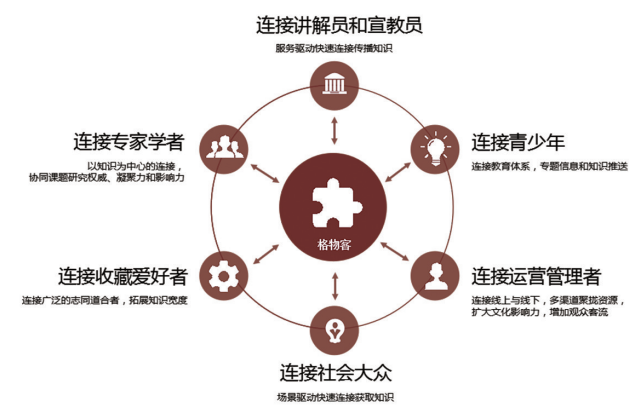 连接讲解员和宣教员
服务驱动快速连接传播知识
连接专家学者
以知识为中心的连接，
协同课题研究权威、凝聚力和影响力
连接青少年
连接教育体系，专题信息和知识推送
格物客
连接收藏爱好者
连接广泛的志同道合者，拓展知识宽度
连接运营管理者
连接线上与线下，多渠道聚拢资源，
扩大文化影响力，增加观众客流
连接社会大众
场景驱动快速连接获取知识